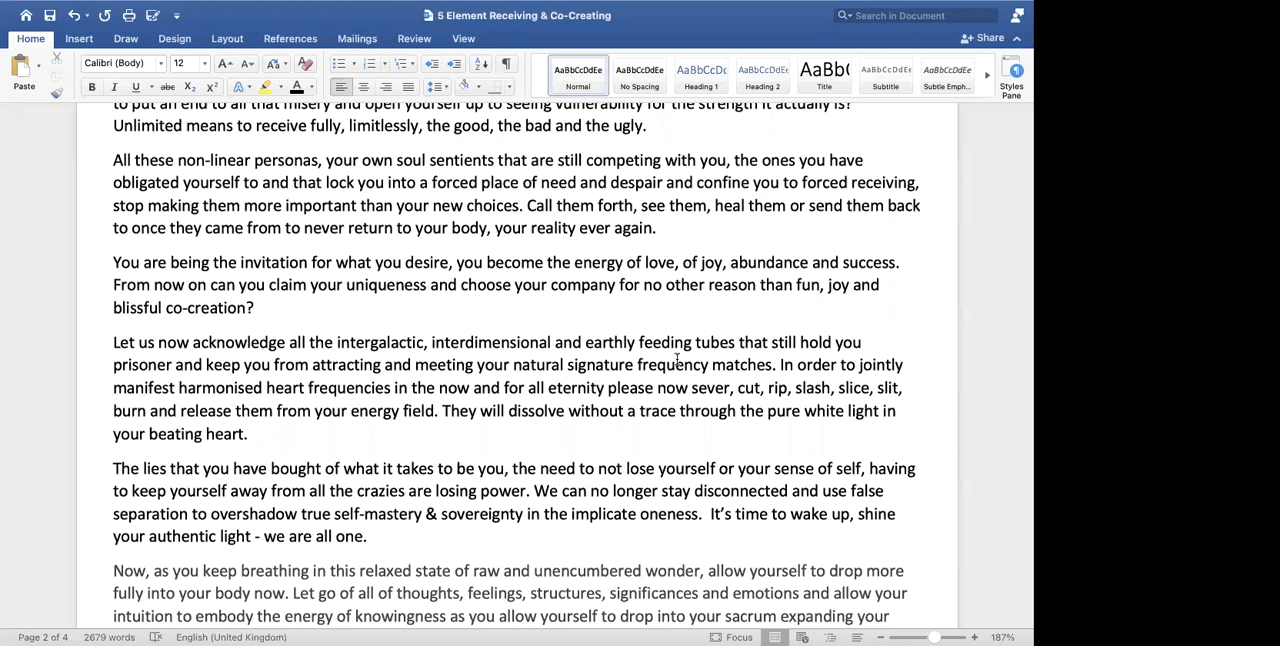 5 Element Receiving & Co-Creating
Search in Document
Home Insert Draw Design Layout References Mailings Review View
Share
Paste
Calibri (Body) 12
AaBbCcDdEe AaBbCcDdEe AaBbCcDc AaBbCcDdEe AaBb( AaBbCcDdEe AaBbCcDdEe
Normal No Spacing Heading 1 Heading 2 Title Subtitle Subtle Emph...
Styles
Pane
to put an end to all that misery and open yourself up to seeing vulnerability for the strength it actually is?
Unlimited means to receive fully, limitlessly, the good, the bad and the ugly.
All these non-linear personas, your own soul sentients that are still competing with you, the ones you have
obligated yourself to and that lock you into a forced place of need and despair and confine you to forced receiving,
stop making them more important than your new choices. Call them forth, see them, heal them or send them back
to once they came from to never return to your body, your reality ever again.
You are being the invitation for what you desire, you become the energy of love, of joy, abundance and success.
From now on can you claim your uniqueness and choose your company for no other reason than fun, joy and
blissful co-creation?
Let us now acknowledge all the intergalactic, interdimensional and earthly feeding tubes that still hold you
prisoner and keep you from attracting and meeting your natural signature frequency matches. In order to jointly
manifest harmonised heart frequencies in the now and for all eternity please now sever, cut, rip, slash, slice, slit,
burn and release them from your energy field. They will dissolve without a trace through the pure white light in
your beating heart.
The lies that you have bought of what it takes to be you, the need to not lose yourself or your sense of self, having
to keep yourself away from all the crazies are losing power. We can no longer stay disconnected and use false
separation to overshadow true self-mastery & sovereignty in the implicate oneness.  It's time to wake up, shine
your authentic light - we are all one.
Now, as you keep breathing in this relaxed state of raw and unencumbered wonder, allow yourself to drop more
fully into your body now. Let go of all of thoughts, feelings, structures, significances and emotions and allow your
intuition to embody the energy of knowingness as you allow yourself to drop into your sacrum expanding your
Page 2 of 4 2679 words English (United Kingdom) Focus 187%